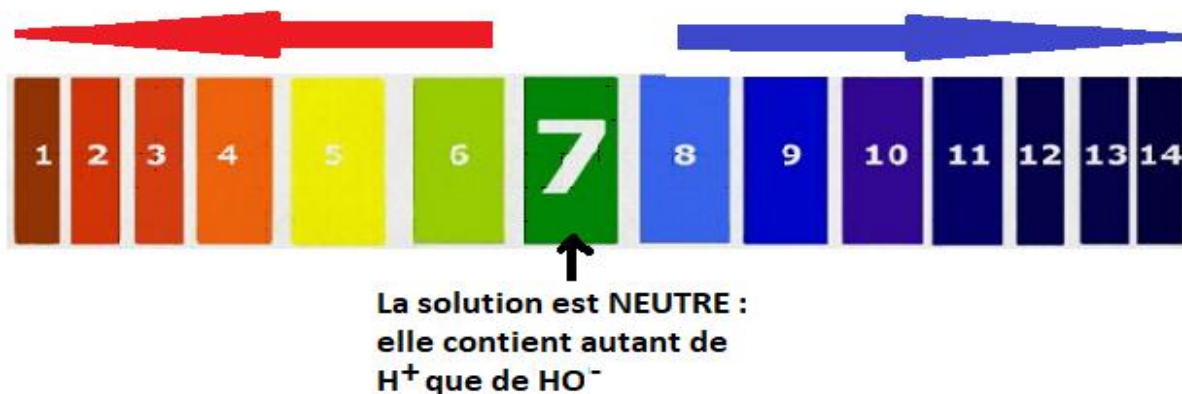 1 2 3 4 5 6 7 8 9 10 11 12 13 14
La solution est NEUTRE :
elle contient autant de
H⁺ que de HO⁻